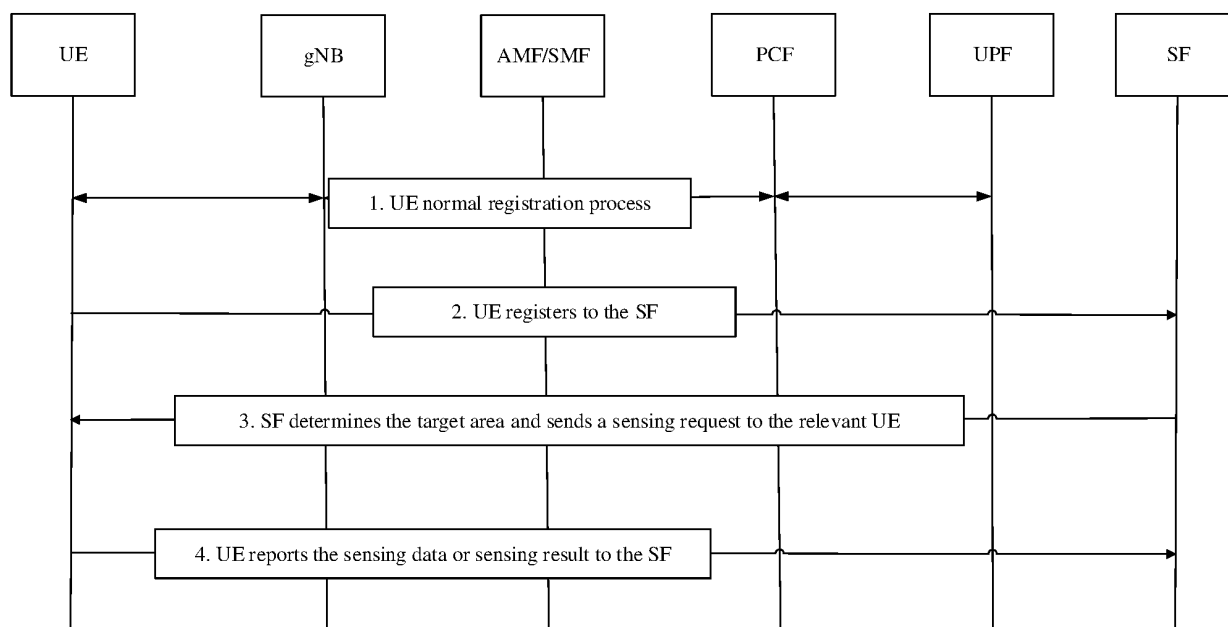 UE
gNB
AMF/SMF
PCF
UPF
SF
1. UE normal registration process
2. UE registers to the SF
3. SF determines the target area and sends a sensing request to the relevant UE
4. UE reports the sensing data or sensing result to the SF